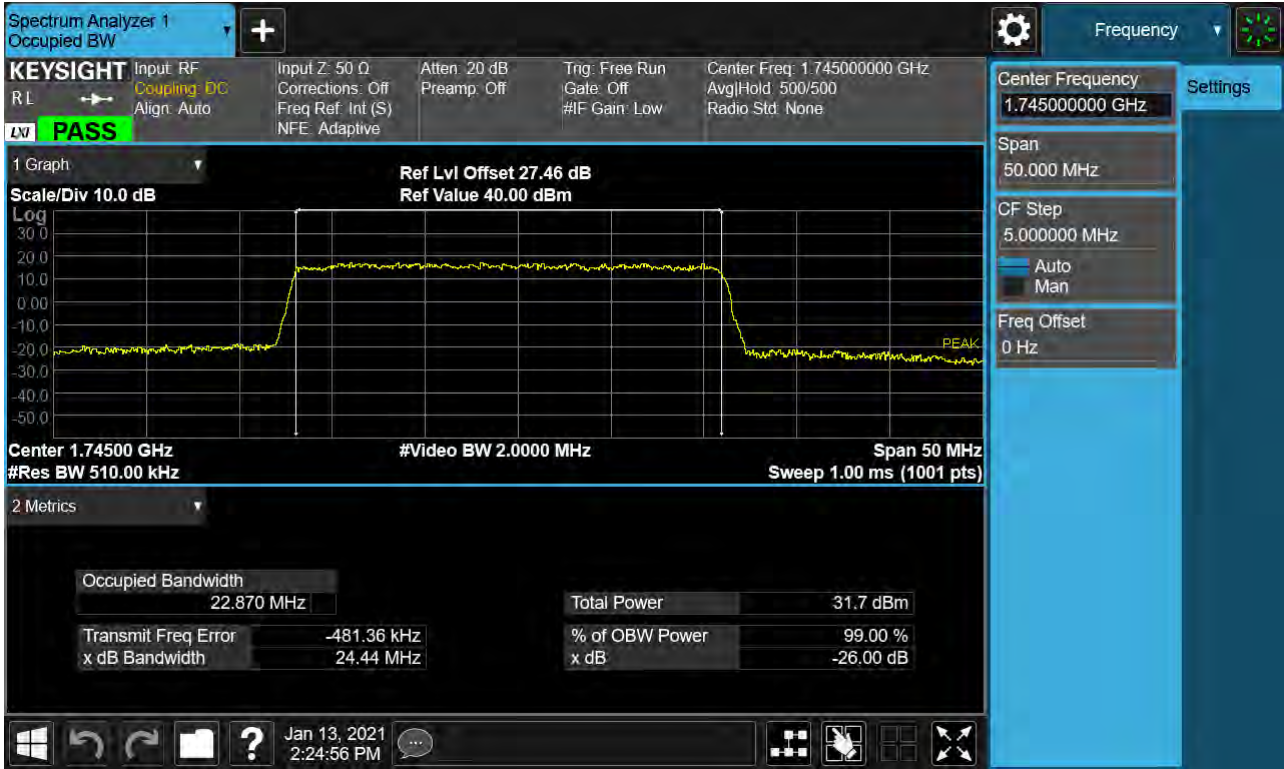 Spectrum Analyzer 1
Occupied BW
+
Frequency
KEYSIGHT
RL
LXI
PASS
Input: RF
Coupling: DC
Align: Auto
Input Z: 50 Ω
Corrections: Off
Freq Ref: Int (S)
NFE: Adaptive
Atten: 20 dB
Preamp: Off
Trig: Free Run
Gate: Off
#IF Gain: Low
Center Freq: 1.745000000 GHz
Avg|Hold: 500/500
Radio Std: None
Center Frequency
1.745000000 GHz
Settings
Span
50.000 MHz
CF Step
5.000000 MHz
Auto
Man
Freq Offset
0 Hz
1 Graph
Scale/Div 10.0 dB
Ref Lvl Offset 27.46 dB
Ref Value 40.00 dBm
Log
30.0
20.0
10.0
0.00
-10.0
-20.0
-30.0
-40.0
-50.0
PEAK
Center 1.74500 GHz
#Video BW 2.0000 MHz
Span 50 MHz
#Res BW 510.00 kHz
Sweep 1.00 ms (1001 pts)
2 Metrics
Occupied Bandwidth
22.870 MHz
Total Power 31.7 dBm
Transmit Freq Error -481.36 kHz
% of OBW Power 99.00 %
x dB Bandwidth 24.44 MHz
x dB -26.00 dB
?
Jan 13, 2021
2:24:56 PM